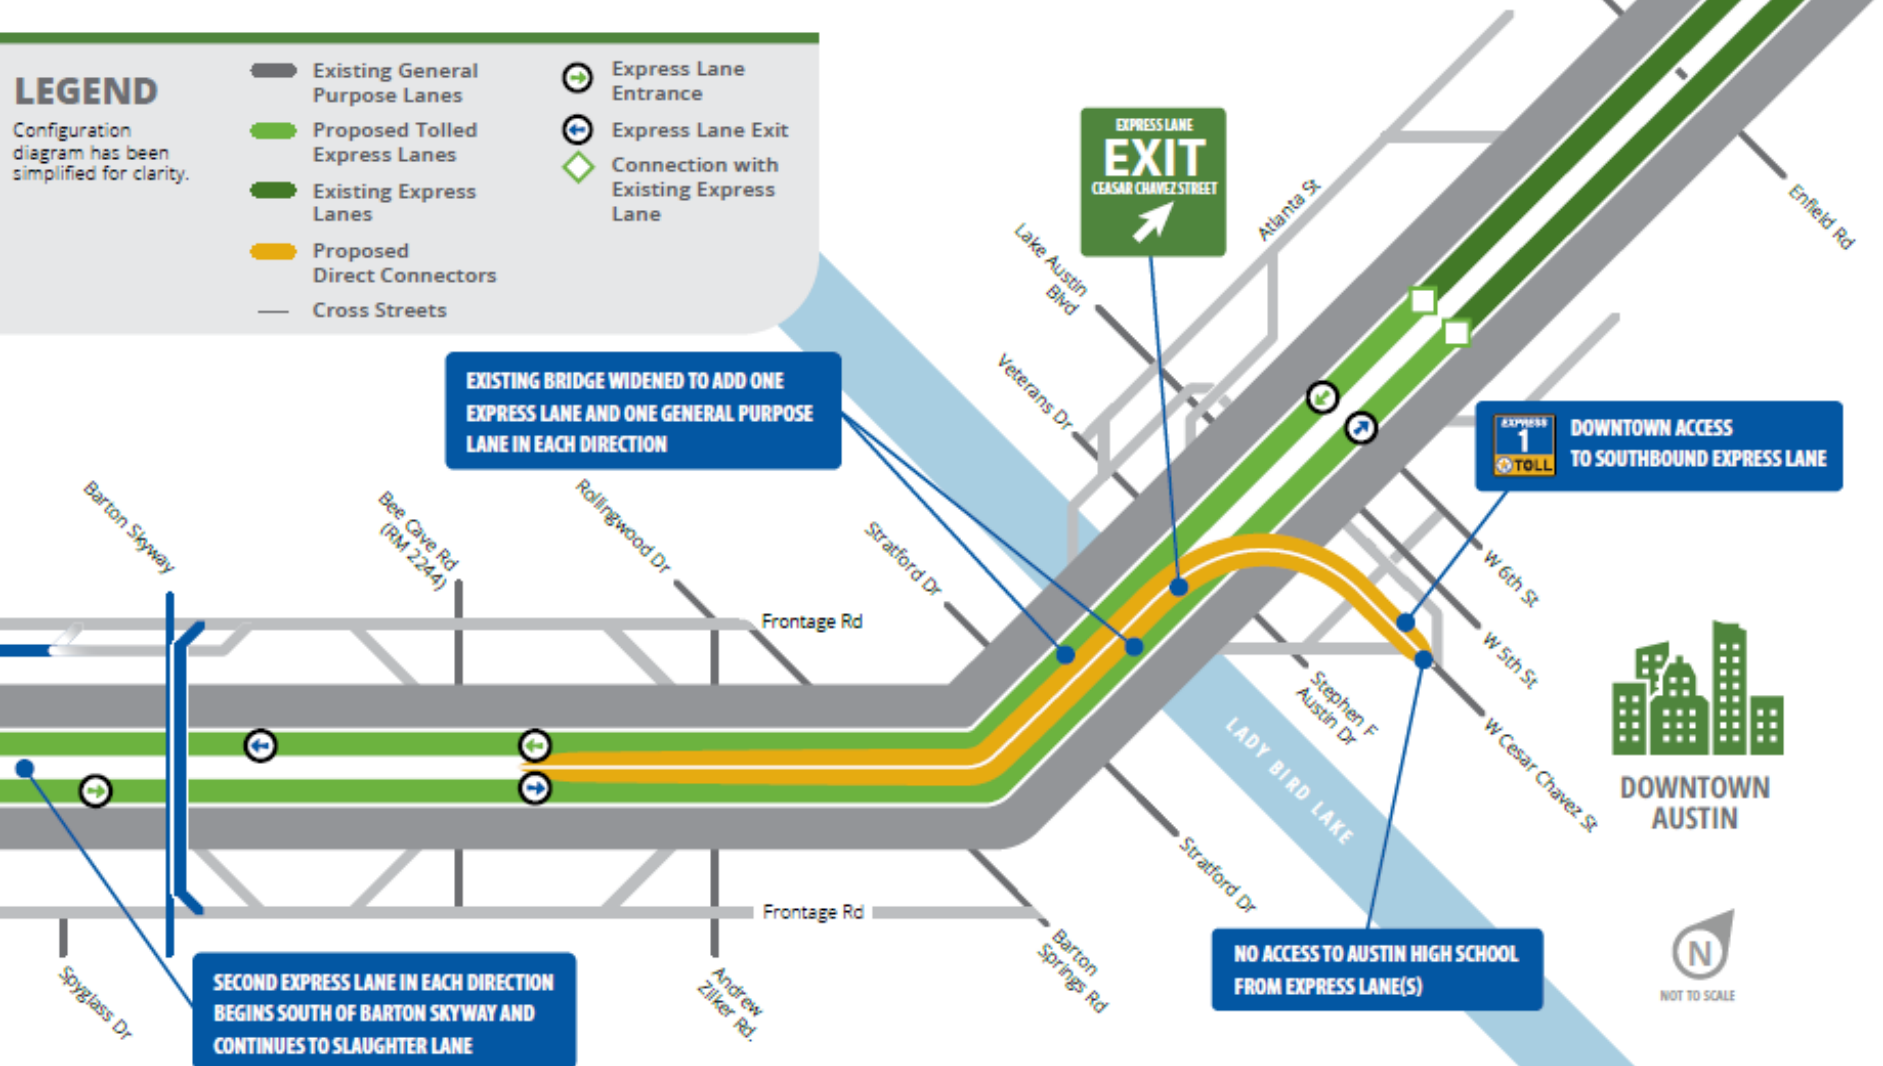 LEGEND
Configuration
diagram has been
simplified for clarity.
Existing General
Purpose Lanes
Proposed Tolled
Express Lanes
Existing Express
Lanes
Proposed
Direct Connectors
Cross Streets
Express Lane
Entrance
Express Lane Exit
Connection with
Existing Express
Lane
EXPRESS LANE
EXIT
CEASAR CHAVEZ STREET
Atlanta St
Lake Austin
Blvd
Veterans Dr
Enfield Rd
EXISTING BRIDGE WIDENED TO ADD ONE
EXPRESS LANE AND ONE GENERAL PURPOSE
LANE IN EACH DIRECTION
EXPRESS
1
TOLL
DOWNTOWN ACCESS
TO SOUTHBOUND EXPRESS LANE
Barton Skyway
Bee Cave Rd
(RM 2244)
Rollingwood Dr
Stratford Dr
Frontage Rd
W 6th St
W 5th St
W Cesar Chavez St
Stephen F
Austin Dr
LADY BIRD LAKE
DOWNTOWN
AUSTIN
Stratford Dr
Frontage Rd
Barton
Springs Rd
Andrew
Zilker Rd.
Spyglass Dr
SECOND EXPRESS LANE IN EACH DIRECTION
BEGINS SOUTH OF BARTON SKYWAY AND
CONTINUES TO SLAUGHTER LANE
NO ACCESS TO AUSTIN HIGH SCHOOL
FROM EXPRESS LANE(S)
N
NOT TO SCALE